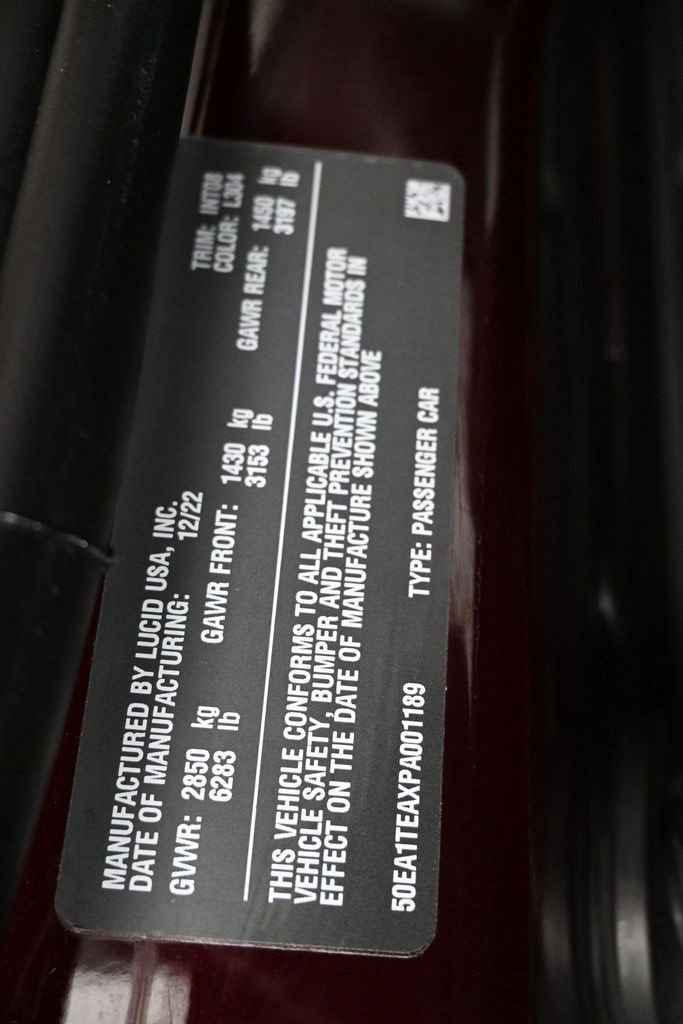 MANUFACTURED BY LUCID USA, INC.
DATE OF MANUFACTURING: 12/22
TRIM: INT08
COLOR: L304
GVWR: 2850 kg
6283 lb
GAWR FRONT: 1430 kg
3153 lb
GAWR REAR: 1450 kg
3197 lb
THIS VEHICLE CONFORMS TO ALL APPLICABLE U.S. FEDERAL MOTOR
VEHICLE SAFETY, BUMPER AND THEFT PREVENTION STANDARDS IN
EFFECT ON THE DATE OF MANUFACTURE SHOWN ABOVE
50EA1TEAXPA001189 TYPE: PASSENGER CAR